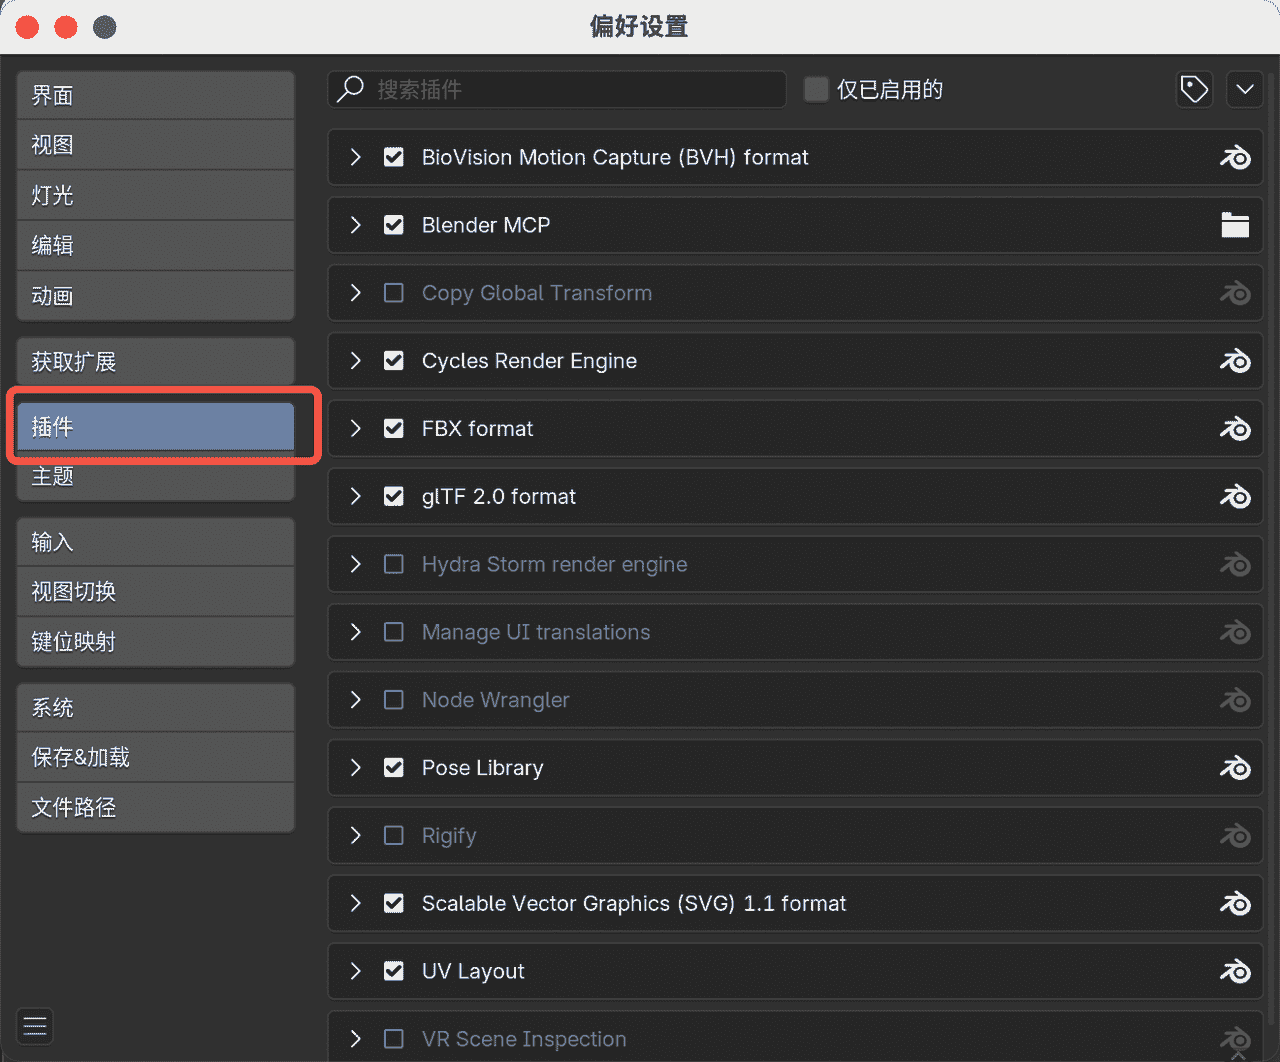 偏好设置
界面
视图
灯光
编辑
动画
获取扩展
插件
主题
输入
视图切换
键位映射
系统
保存&加载
文件路径
搜索插件
仅已启用的
BioVision Motion Capture (BVH) format
Blender MCP
Copy Global Transform
Cycles Render Engine
FBX format
glTF 2.0 format
Hydra Storm render engine
Manage UI translations
Node Wrangler
Pose Library
Rigify
Scalable Vector Graphics (SVG) 1.1 format
UV Layout
VR Scene Inspection